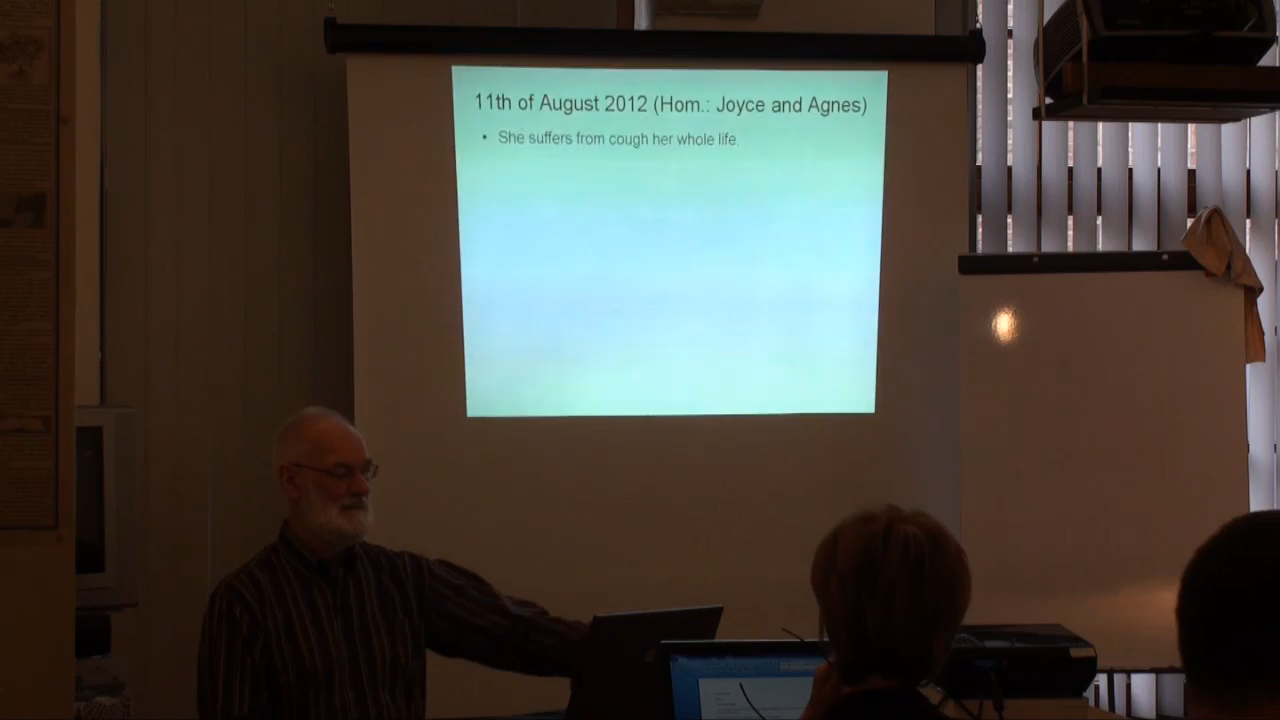 11th of August 2012 (Hom.: Joyce and Agnes)
• She suffers from cough her whole life.